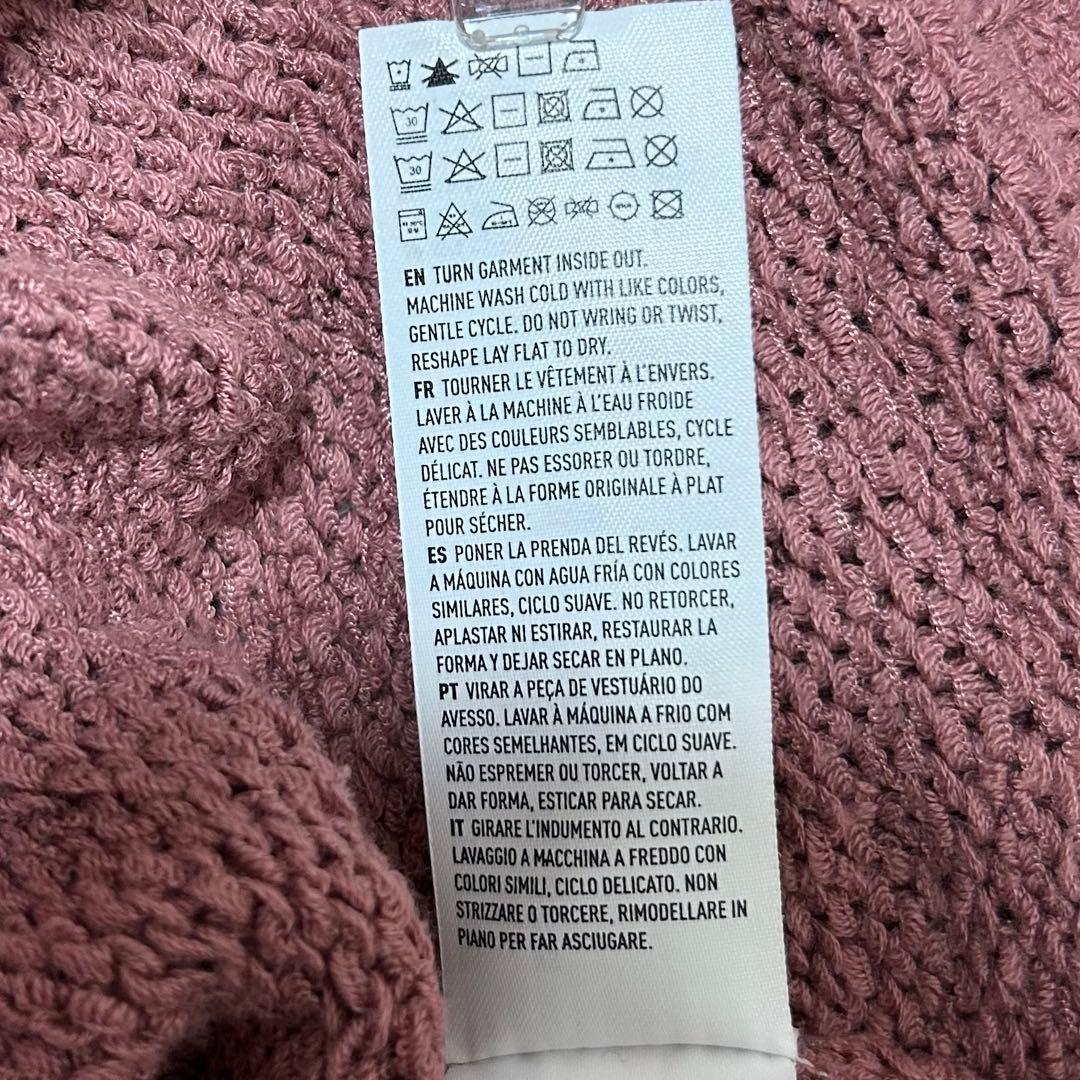 30
30
EN TURN GARMENT INSIDE OUT.
MACHINE WASH COLD WITH LIKE COLORS,
GENTLE CYCLE. DO NOT WRING OR TWIST,
RESHAPE LAY FLAT TO DRY.
FR TOURNER LE VÊTEMENT À L'ENVERS.
LAVER À LA MACHINE À L'EAU FROIDE
AVEC DES COULEURS SEMBLABLES, CYCLE
DÉLICAT. NE PAS ESSORER OU TORDRE,
ÉTENDRE À LA FORME ORIGINALE À PLAT
POUR SÉCHER.
ES PONER LA PRENDA DEL REVÉS. LAVAR
A MÁQUINA CON AGUA FRÍA CON COLORES
SIMILARES, CICLO SUAVE. NO RETORCER,
APLASTAR NI ESTIRAR, RESTAURAR LA
FORMA Y DEJAR SECAR EN PLANO.
PT VIRAR A PEÇA DE VESTUÁRIO DO
AVESSO. LAVAR À MÁQUINA A FRIO COM
CORES SEMELHANTES, EM CICLO SUAVE.
NÃO ESPREMER OU TORCER, VOLTAR A
DAR FORMA, ESTICAR PARA SECAR.
IT GIRARE L'INDUMENTO AL CONTRARIO.
LAVAGGIO A MACCHINA A FREDDO CON
COLORI SIMILI, CICLO DELICATO. NON
STRIZZARE O TORCERE, RIMODELLARE IN
PIANO PER FAR ASCIUGARE.